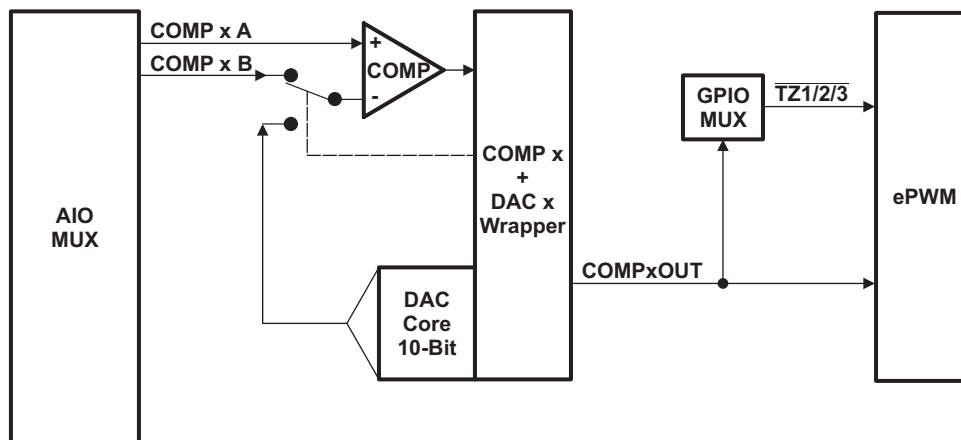 COMP x A
COMP x B
+
COMP
-
AIO
MUX
COMP x
+
DAC x
Wrapper
DAC
Core
10-Bit
COMPxOUT
GPIO
MUX
TZ1/2/3
ePWM